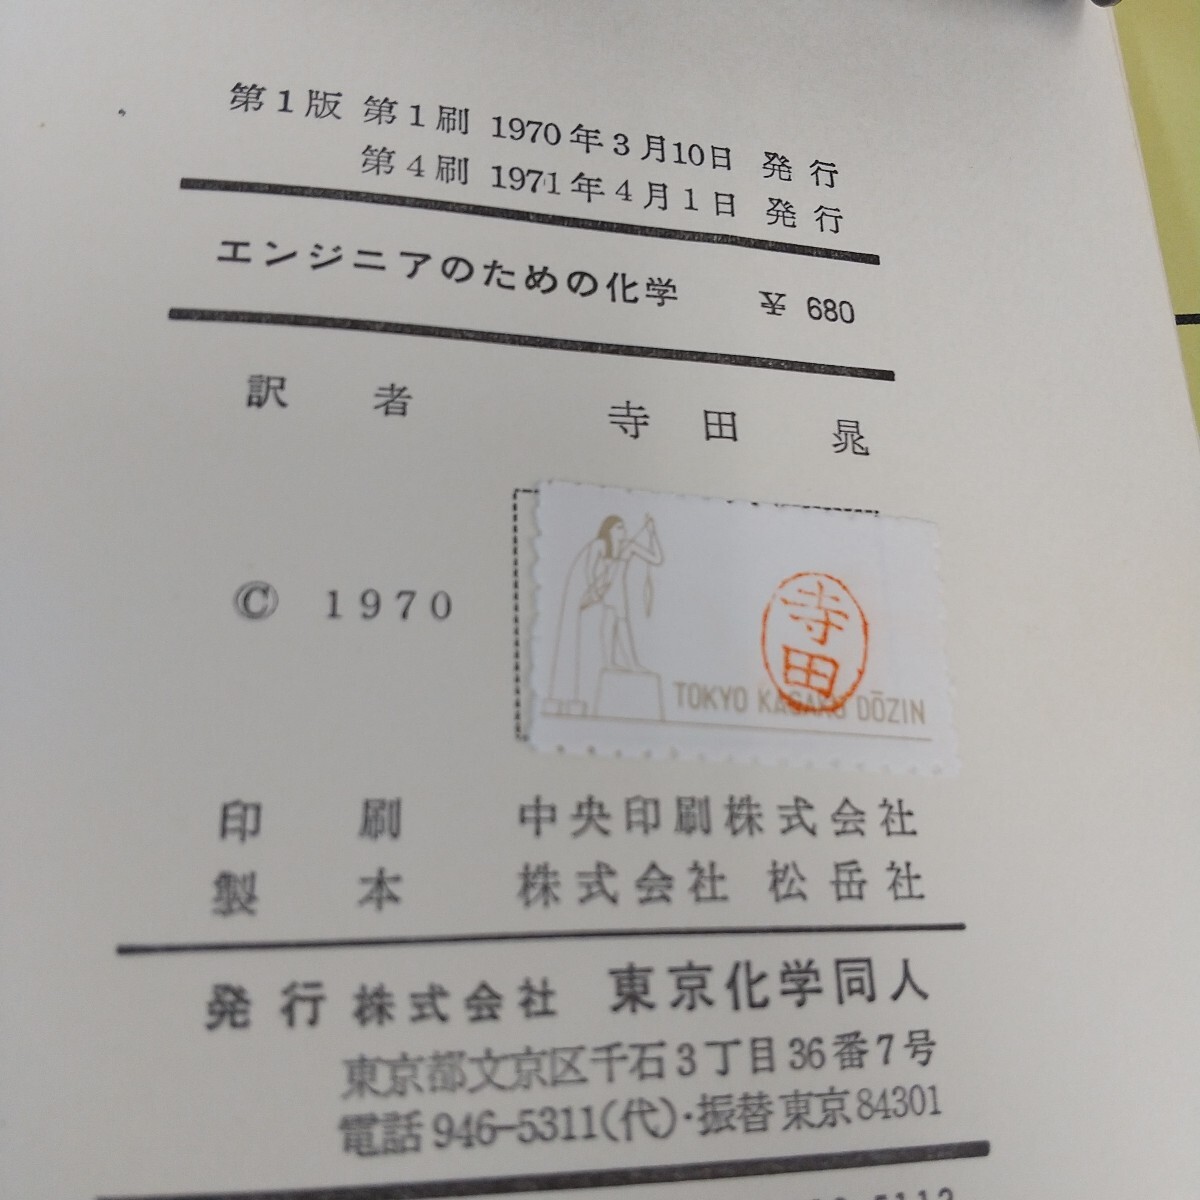 第1版 第1刷 1970年3月10日 発行
第4刷 1971年4月1日 発行
エンジニアのための化学 ¥ 680
訳 者 寺 田 晁
© 1970
寺田
TOKYO KAGAKU DŌZIN
印 刷 中央印刷株式会社
製 本 株式会社 松岳社
発 行 株式会社 東京化学同人
東京都文京区千石3丁目36番7号
電話 946-5311(代)・振替東京84301